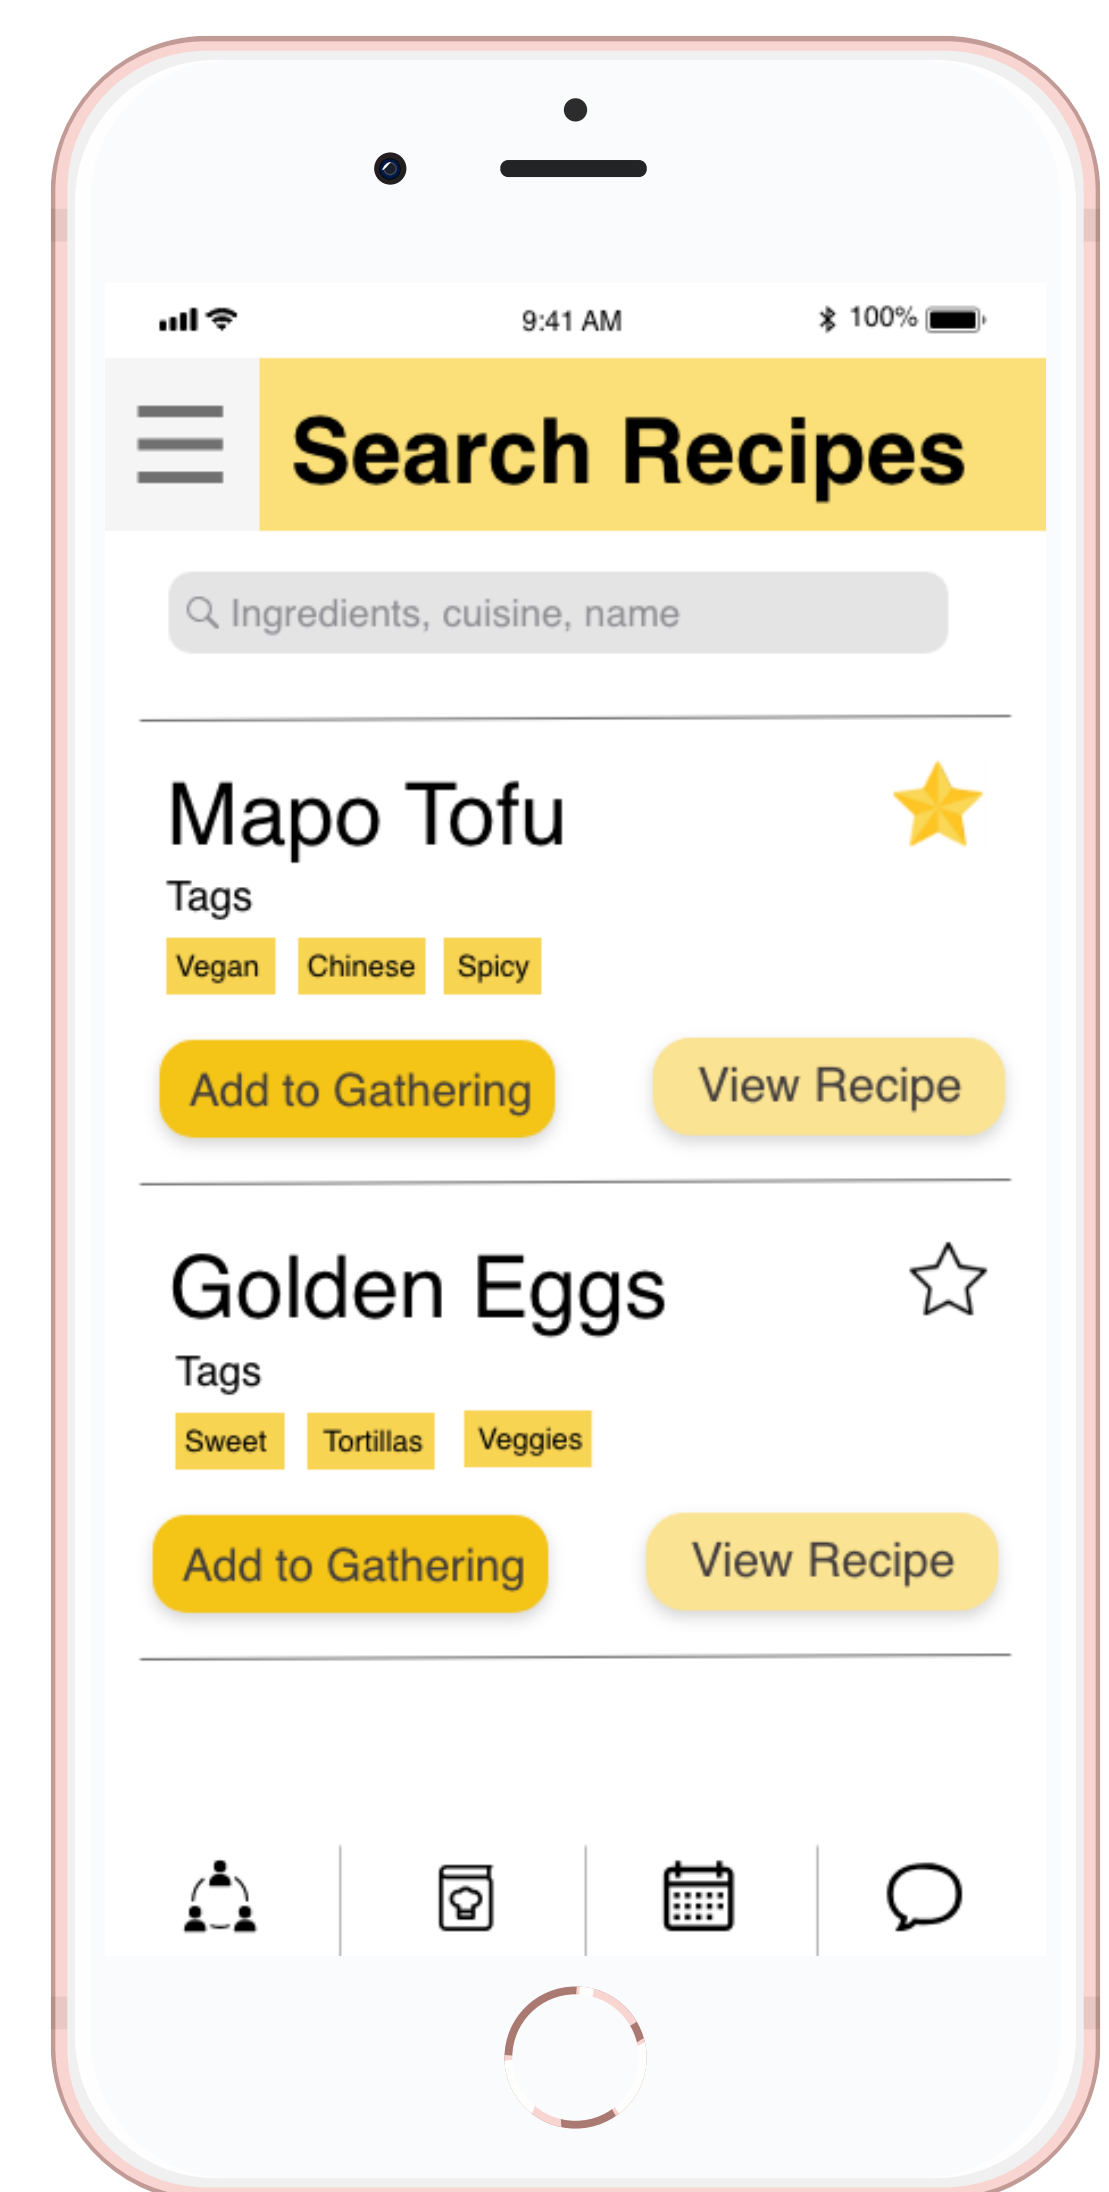 9:41 AM 100%
Search Recipes
Ingredients, cuisine, name
Mapo Tofu
Tags
Vegan Chinese Spicy
Add to Gathering View Recipe
Golden Eggs
Tags
Sweet Tortillas Veggies
Add to Gathering View Recipe